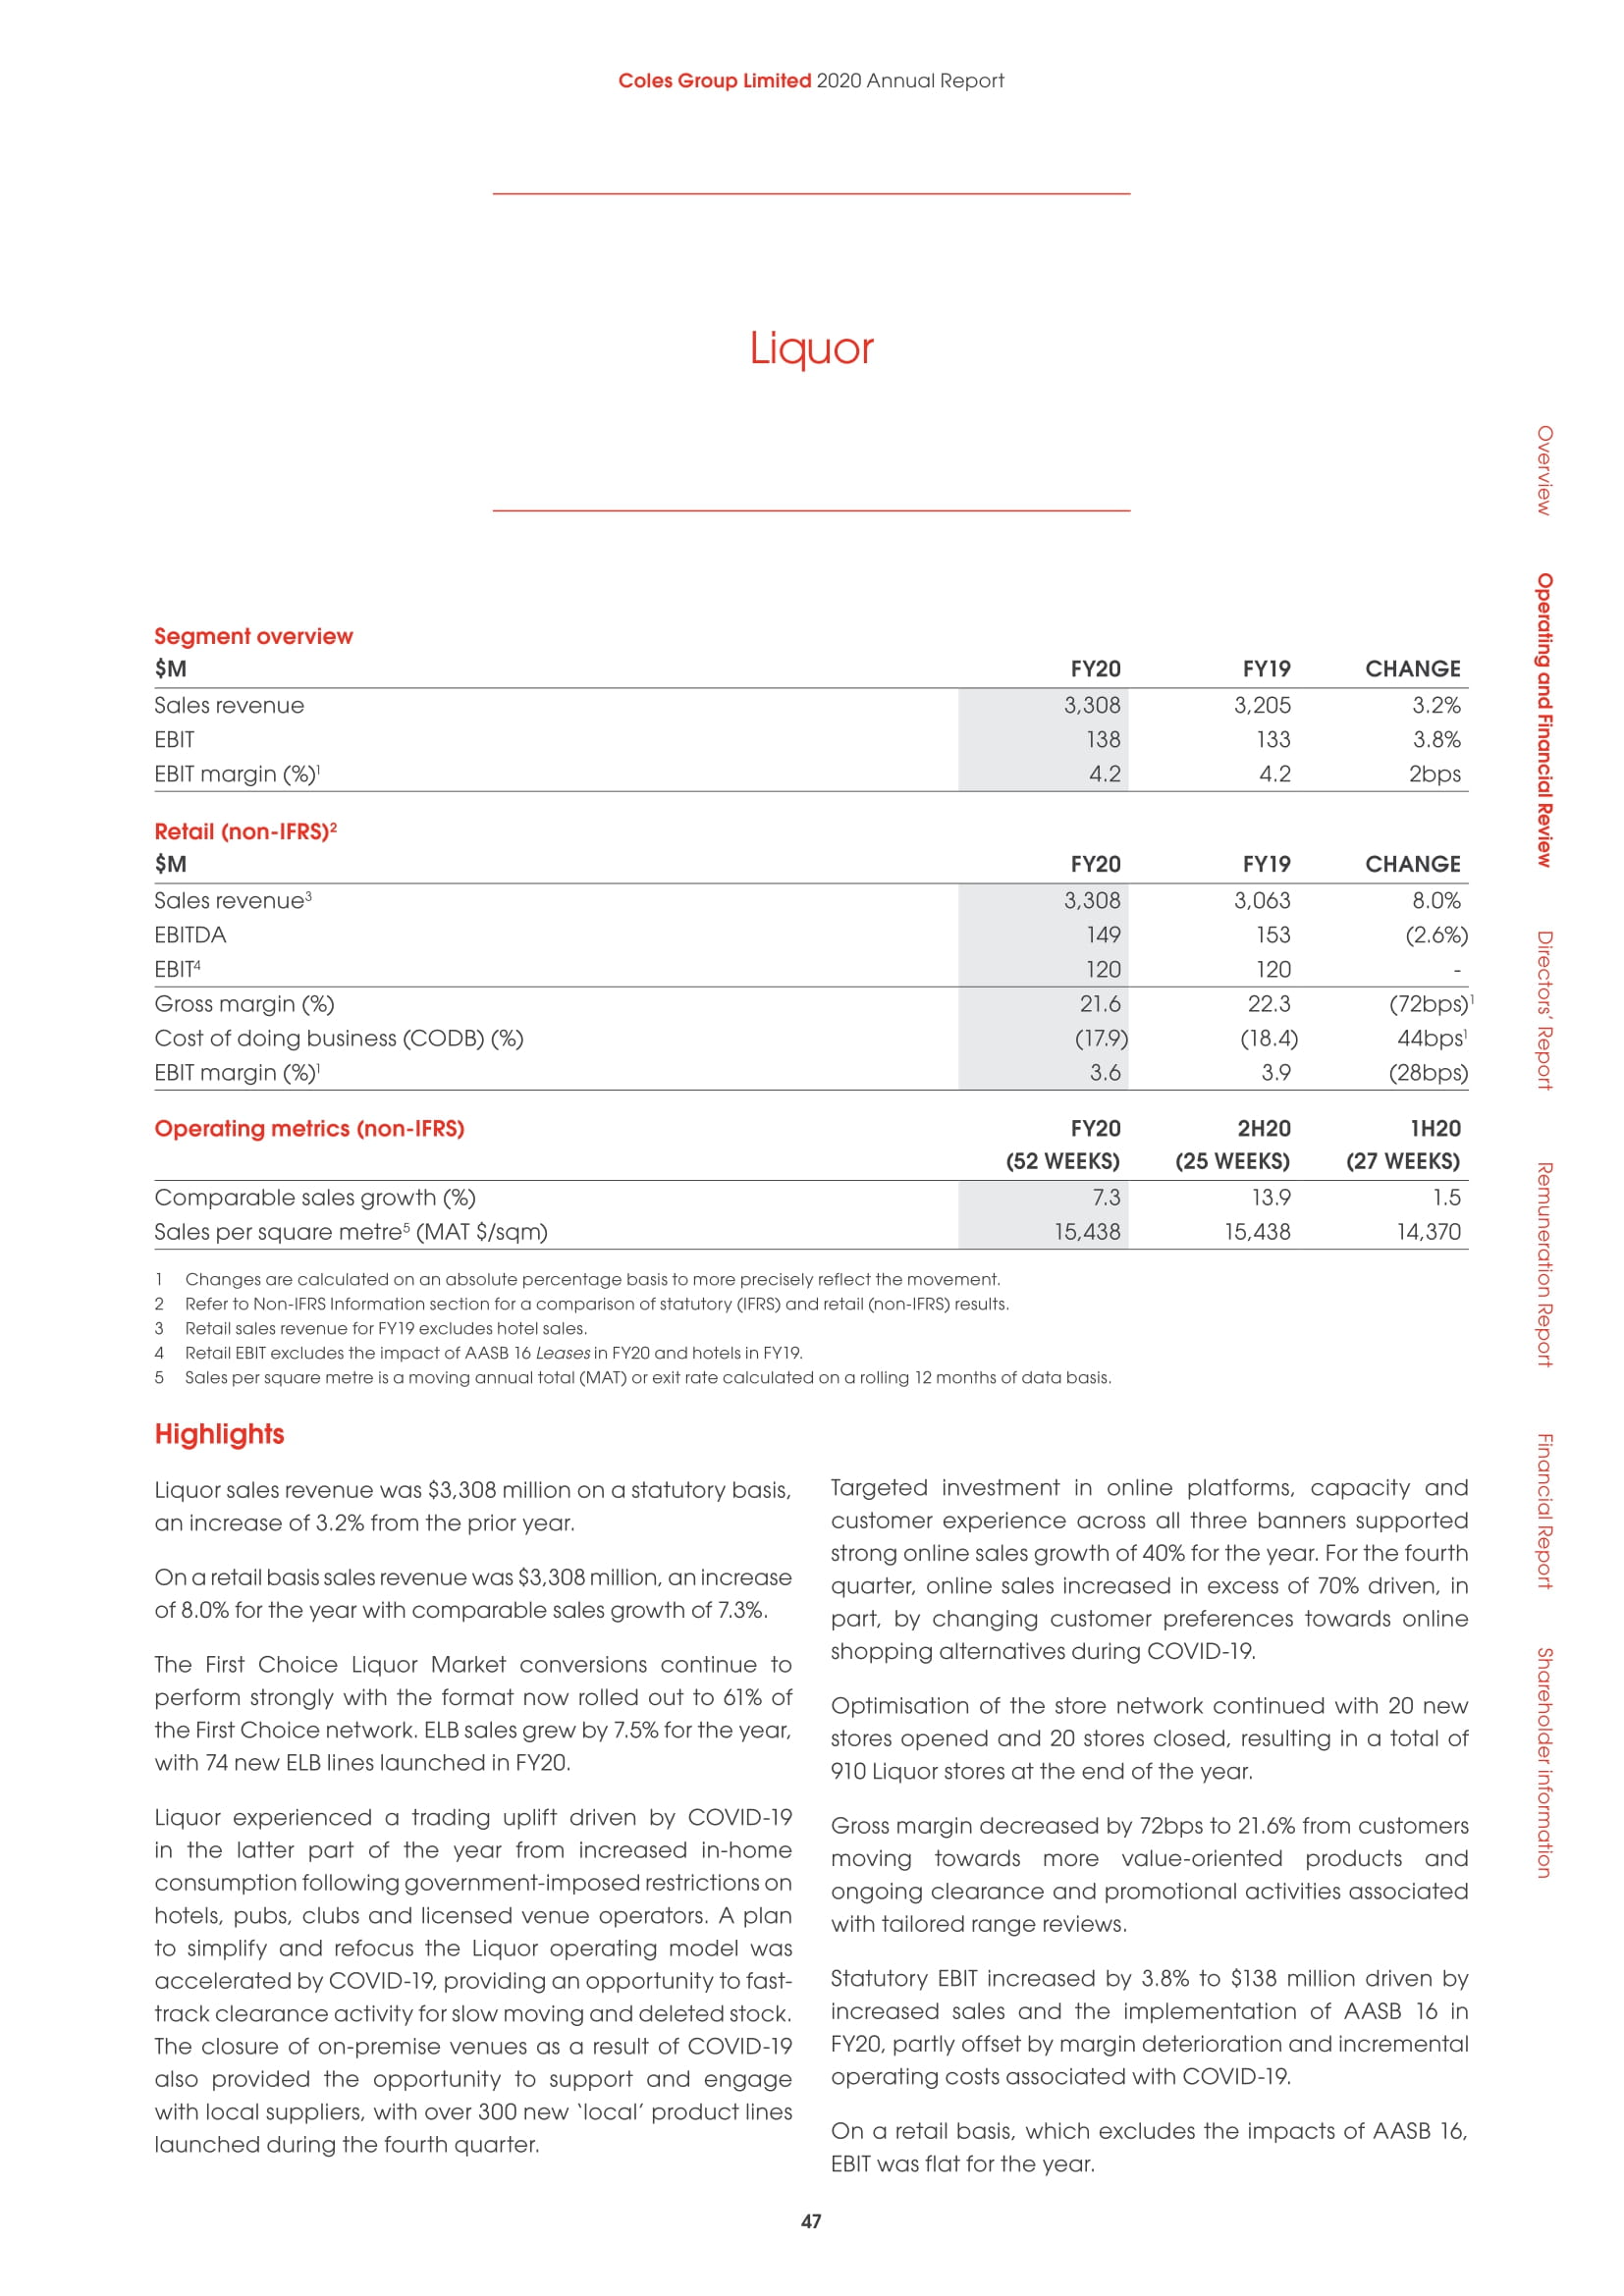 Coles Group Limited 2020 Annual Report
Liquor
Segment overview
$M FY20 FY19 CHANGE
Sales revenue 3,308 3,205 3.2%
EBIT 138 133 3.8%
EBIT margin (%)1 4.2 4.2 2bps
Retail (non-IFRS)2
$M FY20 FY19 CHANGE
Sales revenue3 3,308 3,063 8.0%
EBITDA 149 153 (2.6%)
EBIT4 120 120 -
Gross margin (%) 21.6 22.3 (72bps)1
Cost of doing business (CODB) (%) (17.9) (18.4) 44bps1
EBIT margin (%)1 3.6 3.9 (28bps)
Operating metrics (non-IFRS) FY20 2H20 1H20
(52 WEEKS) (25 WEEKS) (27 WEEKS)
Comparable sales growth (%) 7.3 13.9 1.5
Sales per square metre5 (MAT $/sqm) 15,438 15,438 14,370
1 Changes are calculated on an absolute percentage basis to more precisely reflect the movement.
2 Refer to Non-IFRS Information section for a comparison of statutory (IFRS) and retail (non-IFRS) results.
3 Retail sales revenue for FY19 excludes hotel sales.
4 Retail EBIT excludes the impact of AASB 16 Leases in FY20 and hotels in FY19.
5 Sales per square metre is a moving annual total (MAT) or exit rate calculated on a rolling 12 months of data basis.
Highlights
Liquor sales revenue was $3,308 million on a statutory basis,
an increase of 3.2% from the prior year.
On a retail basis sales revenue was $3,308 million, an increase
of 8.0% for the year with comparable sales growth of 7.3%.
The First Choice Liquor Market conversions continue to
perform strongly with the format now rolled out to 61% of
the First Choice network. ELB sales grew by 7.5% for the year,
with 74 new ELB lines launched in FY20.
Liquor experienced a trading uplift driven by COVID-19
in the latter part of the year from increased in-home
consumption following government-imposed restrictions on
hotels, pubs, clubs and licensed venue operators. A plan
to simplify and refocus the Liquor operating model was
accelerated by COVID-19, providing an opportunity to fast-
track clearance activity for slow moving and deleted stock.
The closure of on-premise venues as a result of COVID-19
also provided the opportunity to support and engage
with local suppliers, with over 300 new ‘local’ product lines
launched during the fourth quarter.
Targeted investment in online platforms, capacity and
customer experience across all three banners supported
strong online sales growth of 40% for the year. For the fourth
quarter, online sales increased in excess of 70% driven, in
part, by changing customer preferences towards online
shopping alternatives during COVID-19.
Optimisation of the store network continued with 20 new
stores opened and 20 stores closed, resulting in a total of
910 Liquor stores at the end of the year.
Gross margin decreased by 72bps to 21.6% from customers
moving towards more value-oriented products and
ongoing clearance and promotional activities associated
with tailored range reviews.
Statutory EBIT increased by 3.8% to $138 million driven by
increased sales and the implementation of AASB 16 in
FY20, partly offset by margin deterioration and incremental
operating costs associated with COVID-19.
On a retail basis, which excludes the impacts of AASB 16,
EBIT was flat for the year.
47
Overview
Operating and Financial Review
Directors’ Report
Remuneration Report
Financial Report
Shareholder information